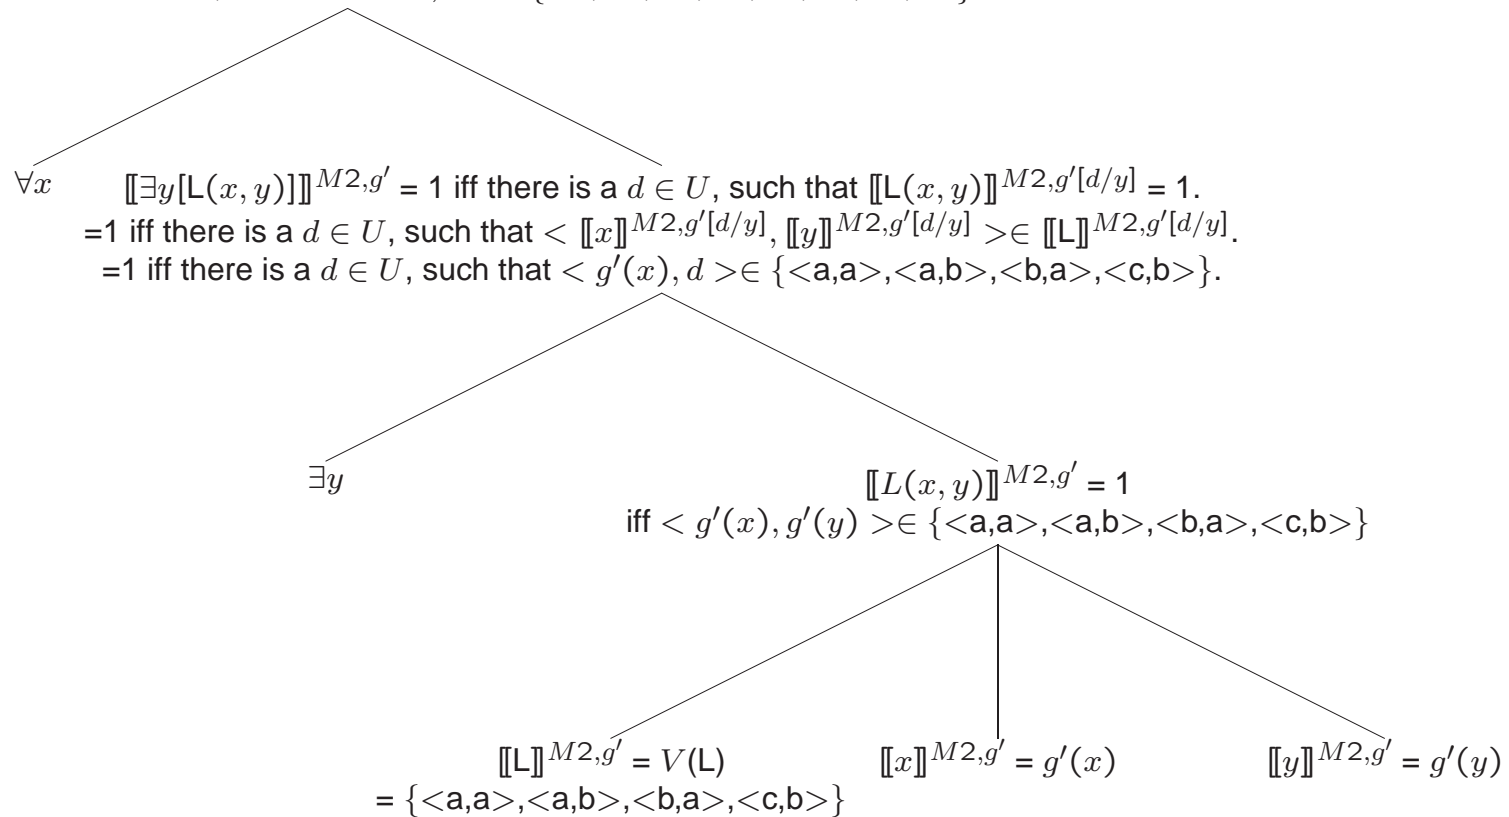 ∀x
⟦∃y[L(x, y)]⟧^{M2,g′} = 1 iff there is a d ∈ U, such that ⟦L(x, y)⟧^{M2,g′[d/y]} = 1.
=1 iff there is a d ∈ U, such that < ⟦x⟧^{M2,g′[d/y]}, ⟦y⟧^{M2,g′[d/y]} >∈ ⟦L⟧^{M2,g′[d/y]}.
=1 iff there is a d ∈ U, such that < g′(x), d >∈ {<a,a>,<a,b>,<b,a>,<c,b>}.
∃y
⟦L(x, y)⟧^{M2,g′} = 1
iff < g′(x), g′(y) >∈ {<a,a>,<a,b>,<b,a>,<c,b>}
⟦L⟧^{M2,g′} = V(L)
= {<a,a>,<a,b>,<b,a>,<c,b>}
⟦x⟧^{M2,g′} = g′(x)
⟦y⟧^{M2,g′} = g′(y)